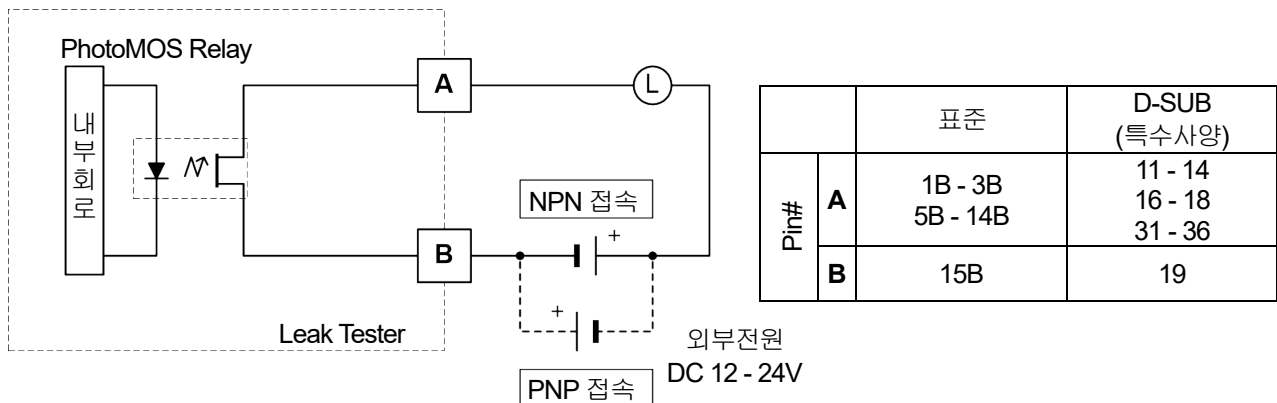 PhotoMOS Relay
내부회로
A
L
NPN 접속
+
B
+
Leak Tester
외부전원
DC 12 - 24V
PNP 접속
표준
D-SUB
(특수사양)
Pin#
A
1B - 3B
5B - 14B
11 - 14
16 - 18
31 - 36
B
15B
19